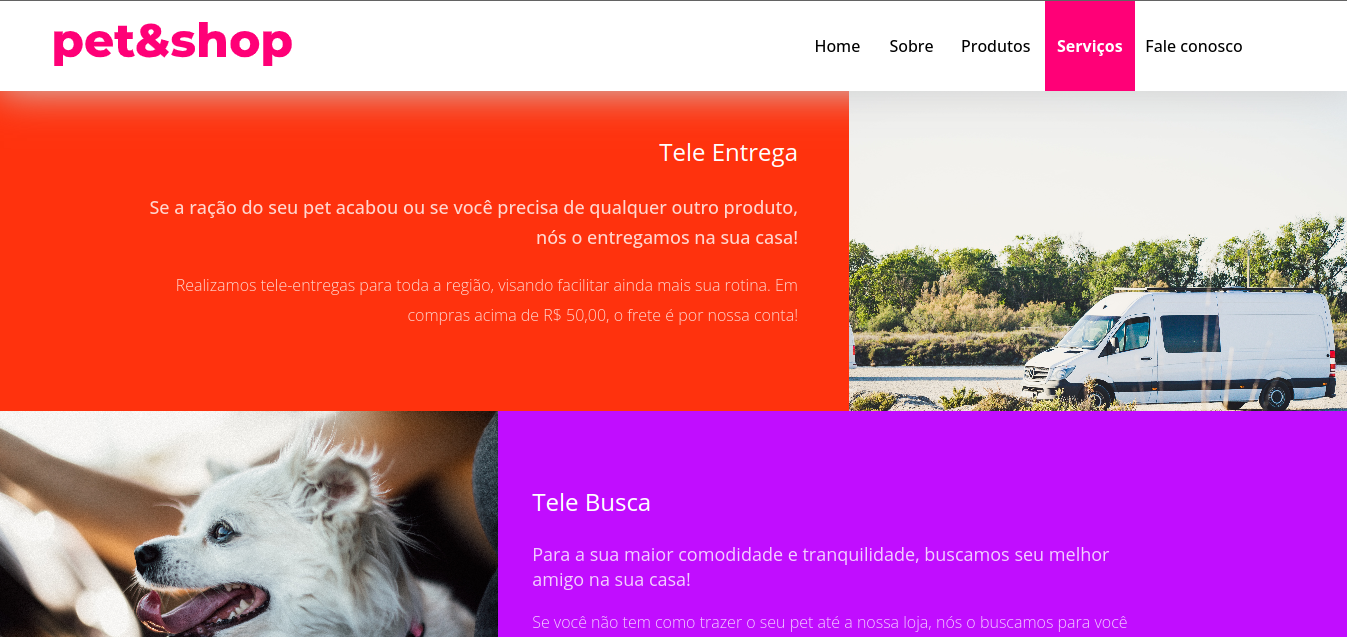 pet&shop
Home Sobre Produtos Serviços Fale conosco
Tele Entrega
Se a ração do seu pet acabou ou se você precisa de qualquer outro produto,
nós o entregamos na sua casa!
Realizamos tele-entregas para toda a região, visando facilitar ainda mais sua rotina. Em
compras acima de R$ 50,00, o frete é por nossa conta!
Tele Busca
Para a sua maior comodidade e tranquilidade, buscamos seu melhor
amigo na sua casa!
Se você não tem como trazer o seu pet até a nossa loja, nós o buscamos para você